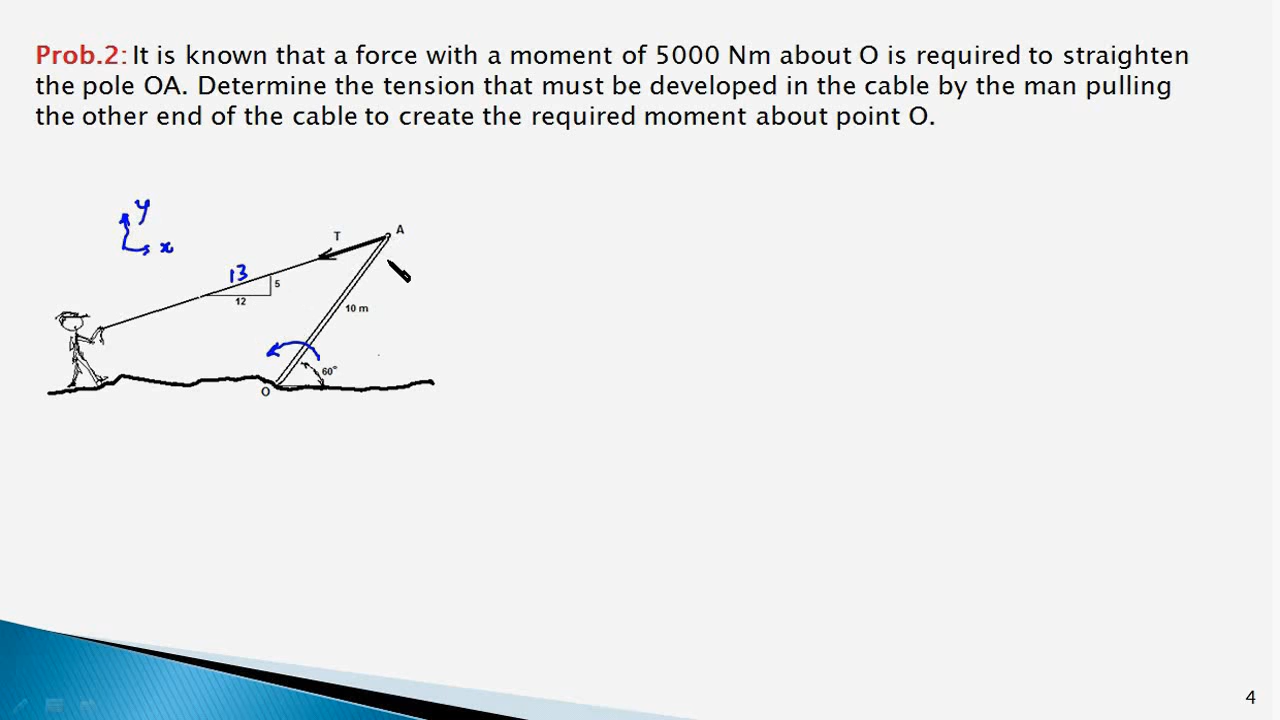 Prob.2: It is known that a force with a moment of 5000 Nm about O is required to straighten
the pole OA. Determine the tension that must be developed in the cable by the man pulling
the other end of the cable to create the required moment about point O.
y
x
T
A
13
5
12
10 m
60°
O
4